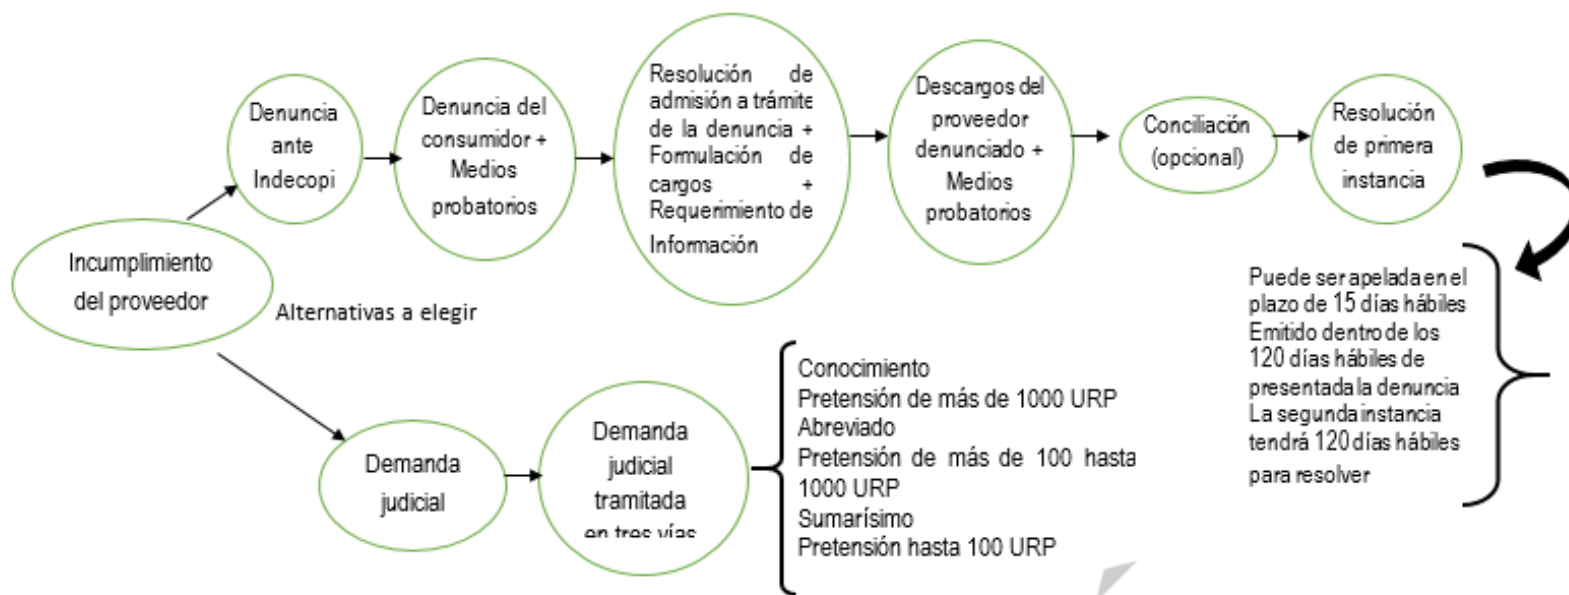 Incumplimiento
del proveedor
Alternativas a elegir
Denuncia
ante
Indecopi
Denuncia del
consumidor +
Medios
probatorios
Resolución de
admisión a trámite
de la denuncia +
Formulación de
cargos +
Requerimiento de
Información
Descargos del
proveedor
denunciado +
Medios
probatorios
Conciliación
(opcional)
Resolución
de primera
instancia
Puede ser apelada en el
plazo de 15 días hábiles
Emitido dentro de los
120 días hábiles de
presentada la denuncia
La segunda instancia
tendrá 120 días hábiles
para resolver
Demanda
judicial
Demanda
judicial
tramitada
en tres vías
Conocimiento
Pretensión de más de 1000 URP
Abreviado
Pretensión de más de 100 hasta
1000 URP
Sumarísimo
Pretensión hasta 100 URP